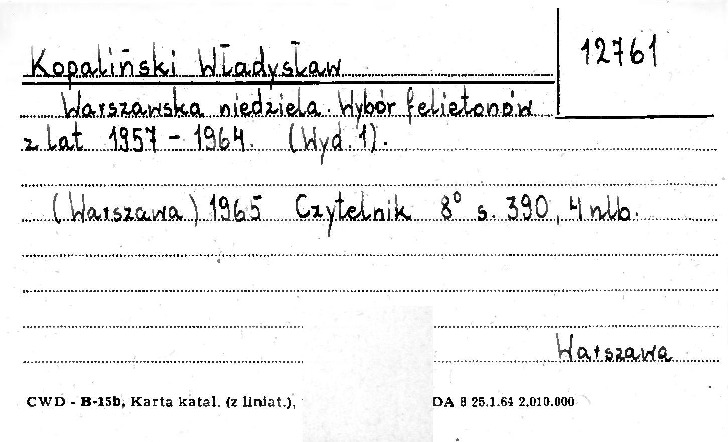 12761
Kopaliński Władysław
Warszawska niedziela. Wybór felietonów
z lat 1957 - 1964. (Wyd. 1).
(Warszawa) 1965 Czytelnik 8° s. 390, 4 nlb.
Warszawa
CWD - B-15b, Karta katal. (z liniat.), DA 8 25.1.64 2.010.000